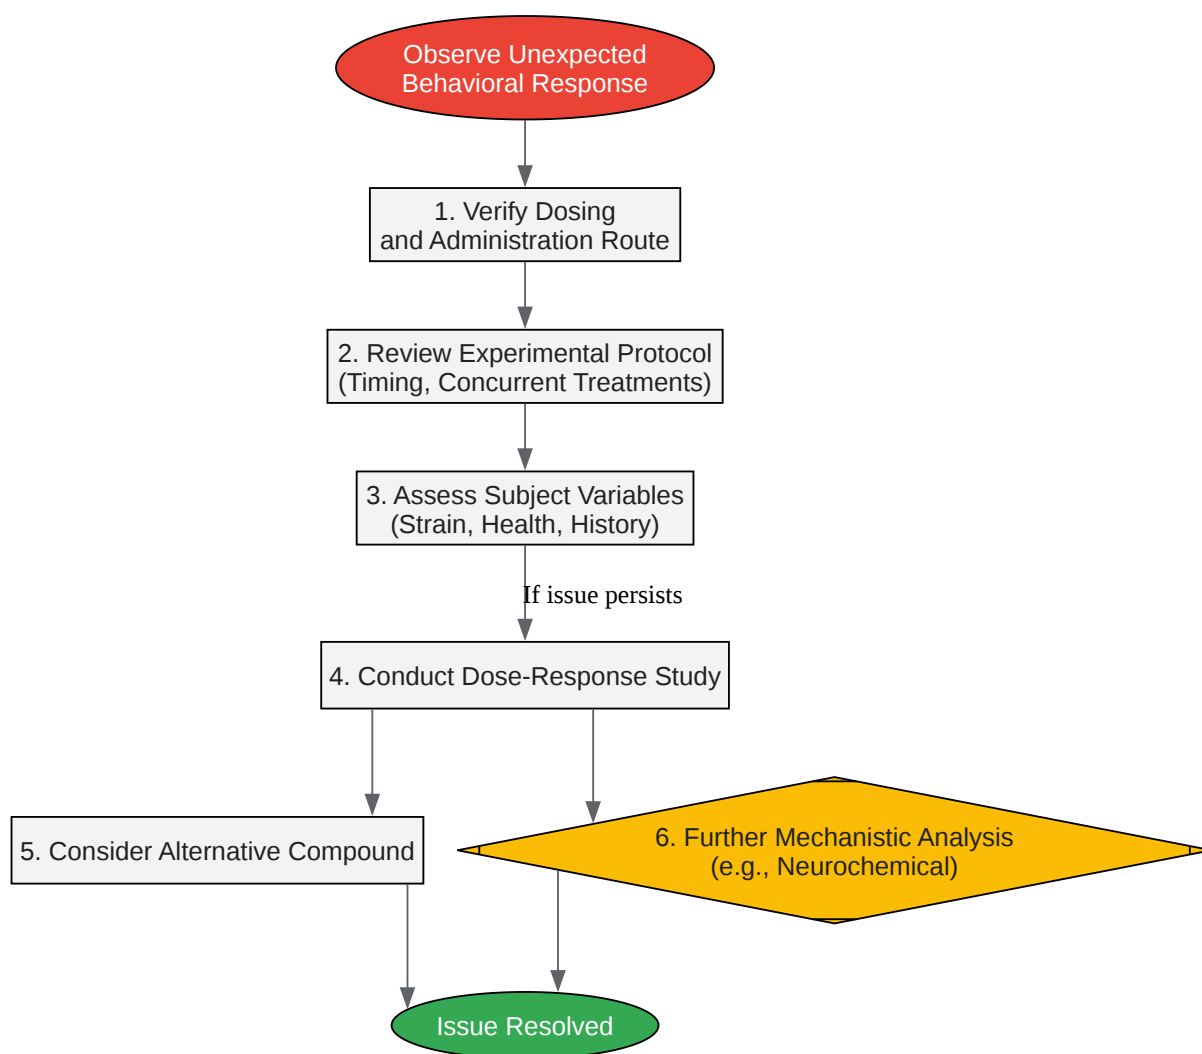 Observe Unexpected
Behavioral Response
1. Verify Dosing
and Administration Route
2. Review Experimental Protocol
(Timing, Concurrent Treatments)
3. Assess Subject Variables
(Strain, Health, History)
If issue persists
4. Conduct Dose-Response Study
5. Consider Alternative Compound
6. Further Mechanistic Analysis
(e.g., Neurochemical)
Issue Resolved